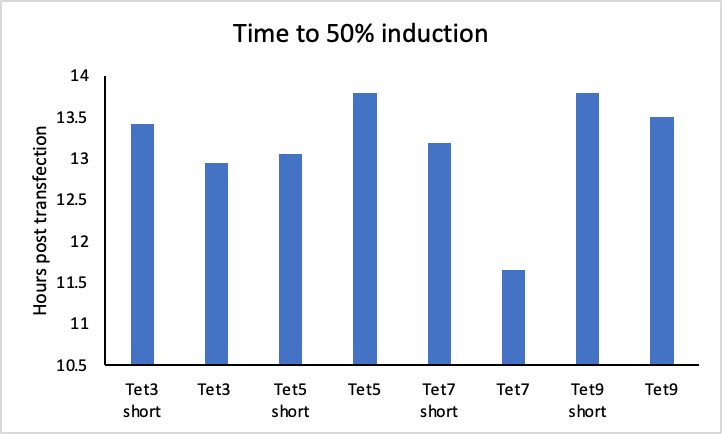 Time to 50% induction
Hours post transfection
14
13.5
13
12.5
12
11.5
11
10.5
Tet3 short
Tet3
Tet5 short
Tet5
Tet7 short
Tet7
Tet9 short
Tet9